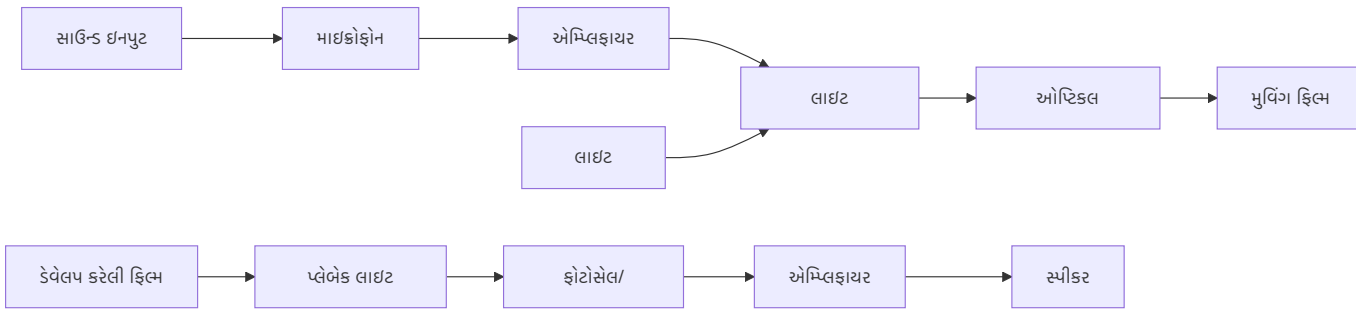 સાઉન્ડ ઇનપુટ
માઇક્રોફોન
એમ્પ્લિફાયર
લાઇટ
ઓપ્ટિકલ
મુવિંગ ફિલ્મ
લાઇટ
ડેવેલપ કરેલી ફિલ્મ
પ્લેબેક લાઇટ
ફોટોસેલ/
એમ્પ્લિફાયર
સ્પીકર